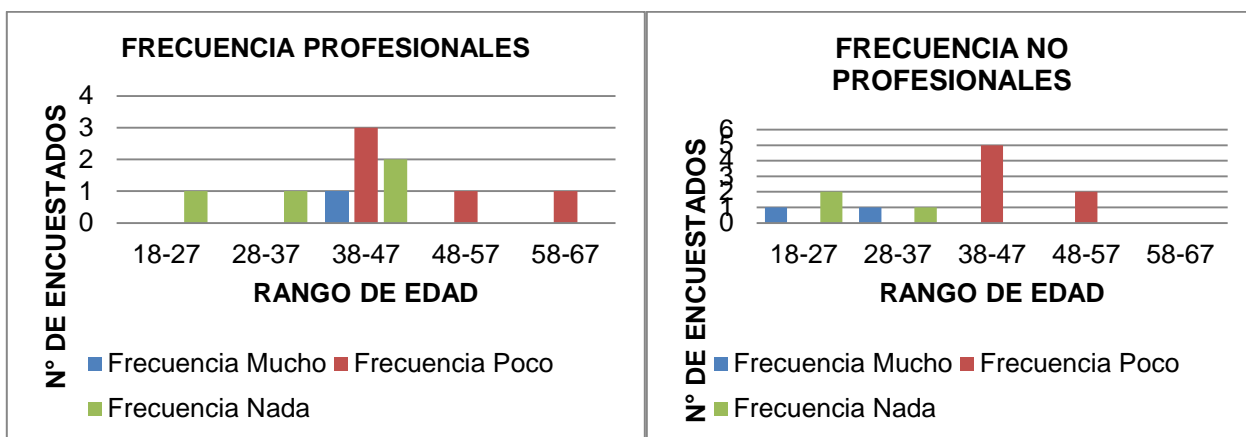 FRECUENCIA PROFESIONALES
N° DE ENCUESTADOS
4
3
2
1
0
18-27 28-37 38-47 48-57 58-67
RANGO DE EDAD
Frecuencia Mucho Frecuencia Poco
Frecuencia Nada
FRECUENCIA NO
PROFESIONALES
N° DE ENCUESTADOS
6
5
4
3
2
1
0
18-27 28-37 38-47 48-57 58-67
RANGO DE EDAD
Frecuencia Mucho Frecuencia Poco
Frecuencia Nada